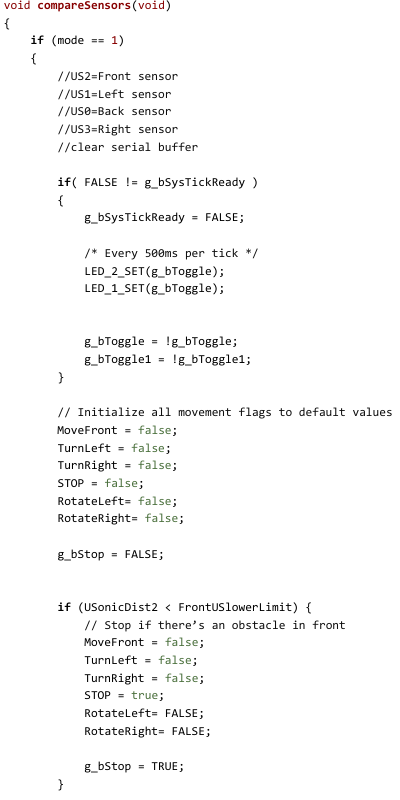 void compareSensors(void)
{
    if (mode == 1)
    {
        //US2=Front sensor
        //US1=Left sensor
        //US0=Back sensor
        //US3=Right sensor
        //clear serial buffer

        if( FALSE != g_bSysTickReady )
        {
            g_bSysTickReady = FALSE;

            /* Every 500ms per tick */
            LED_2_SET(g_bToggle);
            LED_1_SET(g_bToggle);


            g_bToggle = !g_bToggle;
            g_bToggle1 = !g_bToggle1;
        }

        // Initialize all movement flags to default values
        MoveFront = false;
        TurnLeft = false;
        TurnRight = false;
        STOP = false;
        RotateLeft= false;
        RotateRight= false;

        g_bStop = FALSE;


        if (USonicDist2 < FrontUSlowerLimit) {
            // Stop if there’s an obstacle in front
            MoveFront = false;
            TurnLeft = false;
            TurnRight = false;
            STOP = true;
            RotateLeft= FALSE;
            RotateRight= FALSE;

            g_bStop = TRUE;
        }